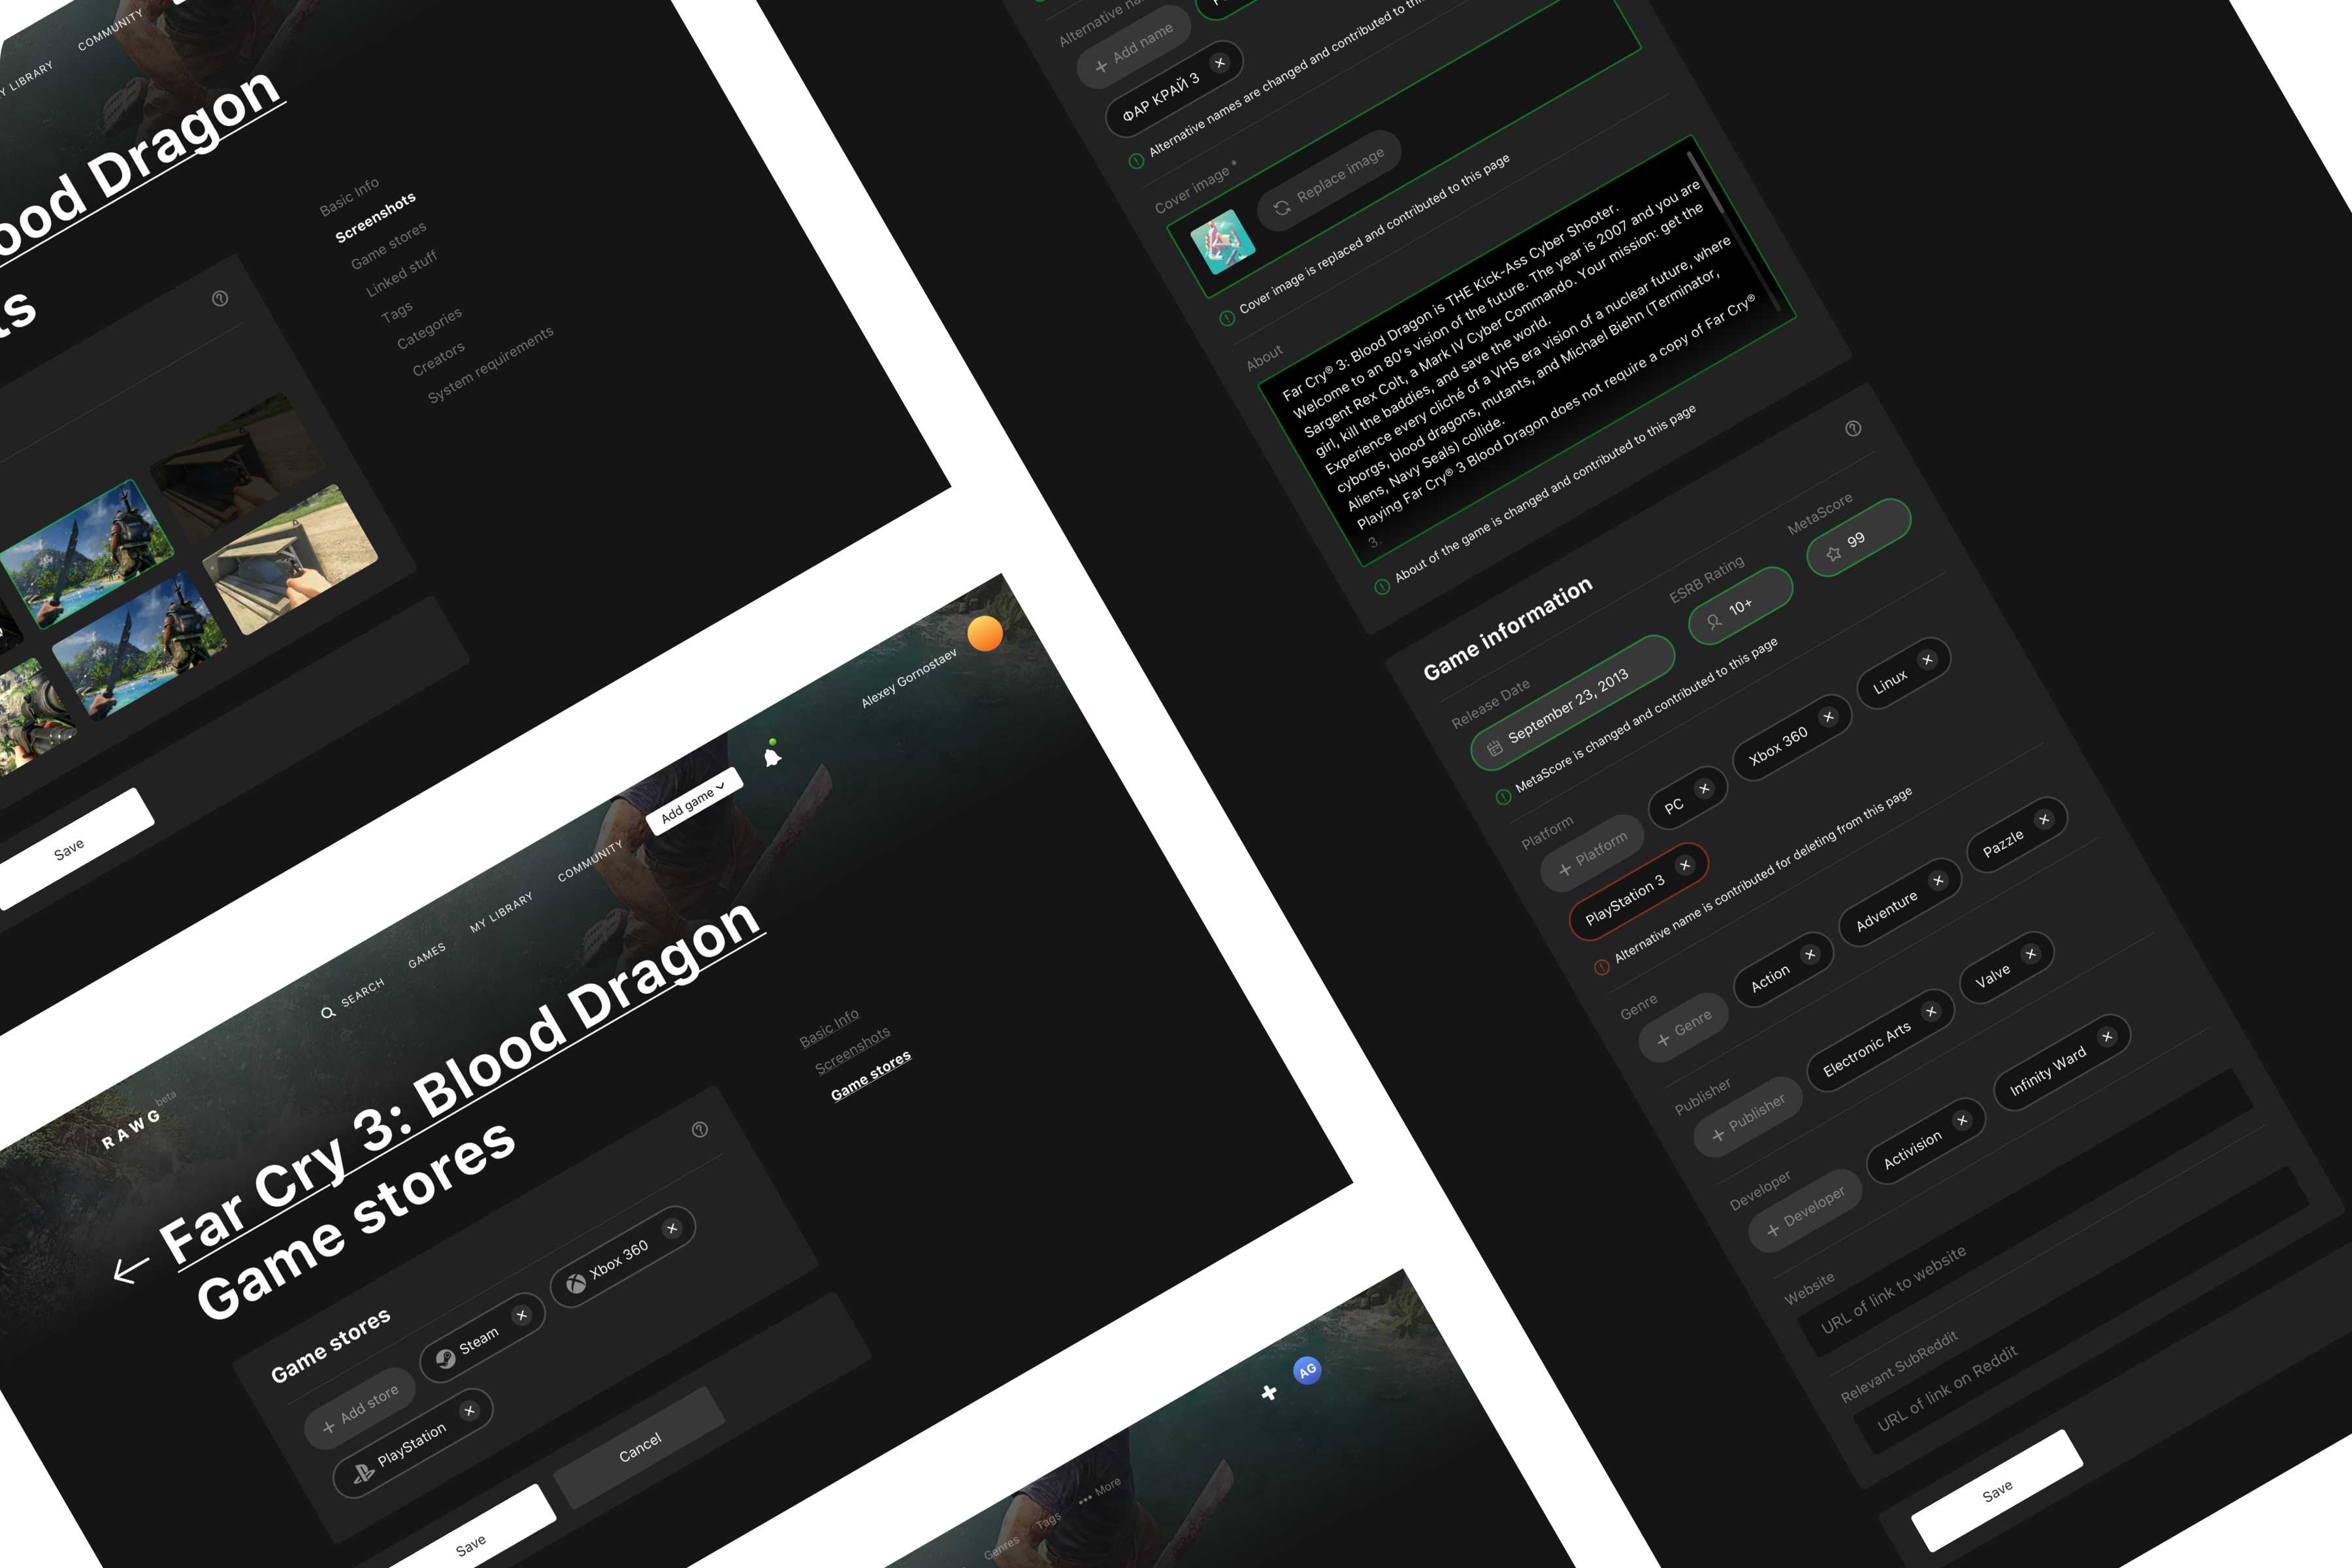 COMMUNITY
Y LIBRARY
ood Dragon
ts
Basic Info
Screenshots
Game stores
Linked stuff
Tags
Categories
Creators
System requirements
Save
RAWG beta
SEARCH
GAMES
MY LIBRARY
COMMUNITY
Add game
Alexey Gornostaev
Far Cry 3: Blood Dragon
Game stores
Basic Info
Screenshots
Game stores
Game stores
+ Add store
Steam
Xbox 360
PlayStation
Save
Cancel
AG
Genres
Tags
••• More
Alternative na
+ Add name
ФАР КРАЙ 3
Alternative names are changed and contributed to thi
Cover image *
Replace image
Cover image is replaced and contributed to this page
About
Far Cry® 3: Blood Dragon is THE Kick-Ass Cyber Shooter.
Welcome to an 80's vision of the future. The year is 2007 and you are
Sargent Rex Colt, a Mark IV Cyber Commando. Your mission: get the
girl, kill the baddies, and save the world.
Experience every cliché of a VHS era vision of a nuclear future, where
cyborgs, blood dragons, mutants, and Michael Biehn (Terminator,
Aliens, Navy Seals) collide.
Playing Far Cry® 3 Blood Dragon does not require a copy of Far Cry®
3.
About of the game is changed and contributed to this page
Game information
Release Date
ESRB Rating
MetaScore
September 23, 2013
10+
99
MetaScore is changed and contributed to this page
Platform
+ Platform
PC
Xbox 360
Linux
PlayStation 3
Alternative name is contributed for deleting from this page
Genre
+ Genre
Action
Adventure
Pazzle
Publisher
+ Publisher
Electronic Arts
Valve
Developer
+ Developer
Activision
Infinity Ward
Website
URL of link to website
Relevant SubReddit
URL of link on Reddit
Save